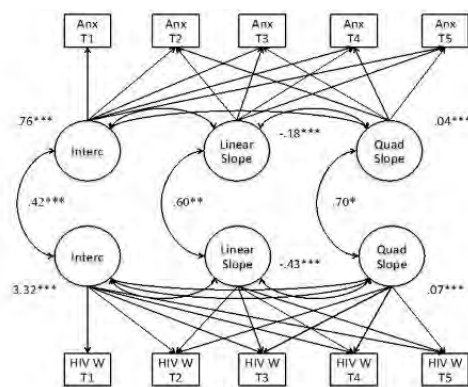 Anx Anx Anx Anx Anx
T1 T2 T3 T4 T5
.76*** -.18*** .04***
Interc Linear Slope Quad Slope
.42*** .60** .70*
Interc Linear Slope Quad Slope
3.32*** -.43*** .07***
HIV W HIV W HIV W HIV W HIV W
T1 T2 T3 T4 T5